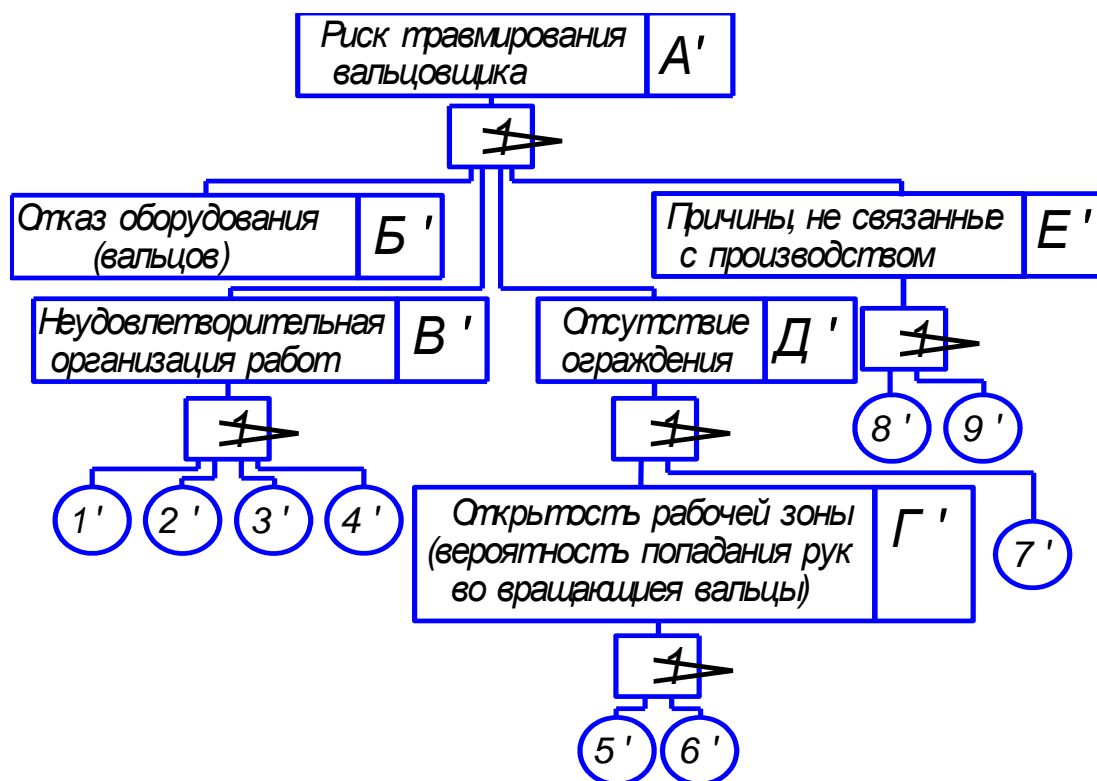 Риск травмирования
вальцовщика
А'
1
Отказ оборудования
(вальцов)
Б'
Причины, не связанные
с производством
Е'
Неудовлетворительная
организация работ
В'
Отсутствие
ограждения
Д'
1
8'
9'
1
1
1'
2'
3'
4'
Открытость рабочей зоны
(вероятность попадания рук
во вращающиея вальцы)
Г'
7'
1
5'
6'